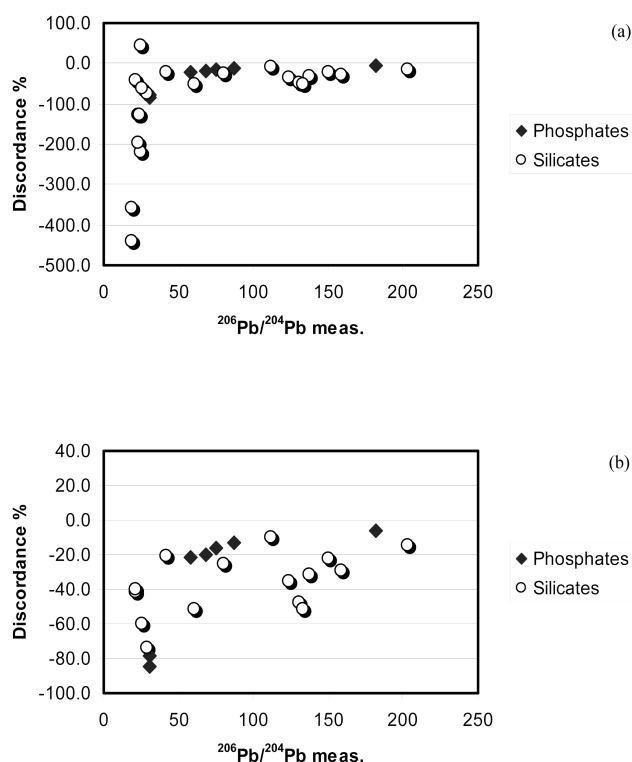 (a)
Discordance %
100.0
0.0
-100.0
-200.0
-300.0
-400.0
-500.0
0 50 100 150 200 250
206Pb/204Pb meas.
Phosphates
Silicates
(b)
Discordance %
40.0
20.0
0.0
-20.0
-40.0
-60.0
-80.0
-100.0
0 50 100 150 200 250
206Pb/204Pb meas.
Phosphates
Silicates